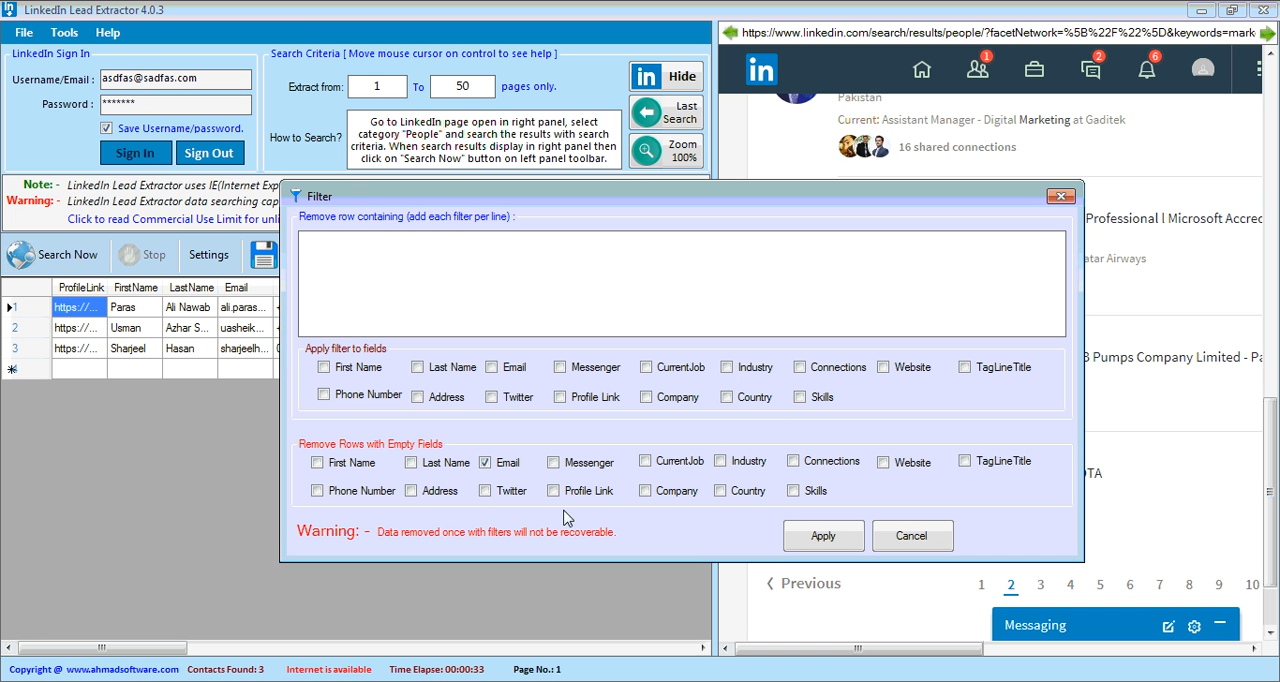 LinkedIn Lead Extractor 4.0.3
File Tools Help
LinkedIn Sign In
Username/Email : asdfas@sadfas.com
Password : *******
Save Username/password.
Sign In Sign Out
Search Criteria [ Move mouse cursor on control to see help ]
Extract from: 1 To 50 pages only.
How to Search?
Go to LinkedIn page open in right panel, select
category "People" and search the results with search
criteria. When search results display in right panel then
click on "Search Now" button on left panel toolbar.
in Hide
Last
Search
Zoom
100%
Note: - LinkedIn Lead Extractor uses IE(Internet Exp
Warning: - LinkedIn Lead Extractor data searching cap
Click to read Commercial Use Limit for unli
Search Now Stop Settings
ProfileLink FirstName LastName Email
1 https://... Paras Ali Nawab ali.paras...
2 https://... Usman Azhar S... uasheik...
3 https://... Sharjeel Hasan sharjeelh...
4
https://www.linkedin.com/search/results/people/?facetNetwork=%5B%22F%22%5D&keywords=mark
in 1 2 6
Pakistan
Current: Assistant Manager - Digital Marketing at Gaditek
16 shared connections
Professional l Microsoft Accred
atar Airways
B Pumps Company Limited - Pa
OTA
Previous 1 2 3 4 5 6 7 8 9 10
Messaging
Filter
Remove row containing (add each filter per line) :
Apply filter to fields
First Name Last Name Email Messenger CurrentJob Industry Connections Website TagLineTitle
Phone Number Address Twitter Profile Link Company Country Skills
Remove Rows with Empty Fields
First Name Last Name Email Messenger CurrentJob Industry Connections Website TagLineTitle
Phone Number Address Twitter Profile Link Company Country Skills
Warning: - Data removed once with filters will not be recoverable.
Apply Cancel
Copyright @ www.ahmadsoftware.com Contacts Found: 3 Internet is available Time Elapse: 00:00:33 Page No.: 1